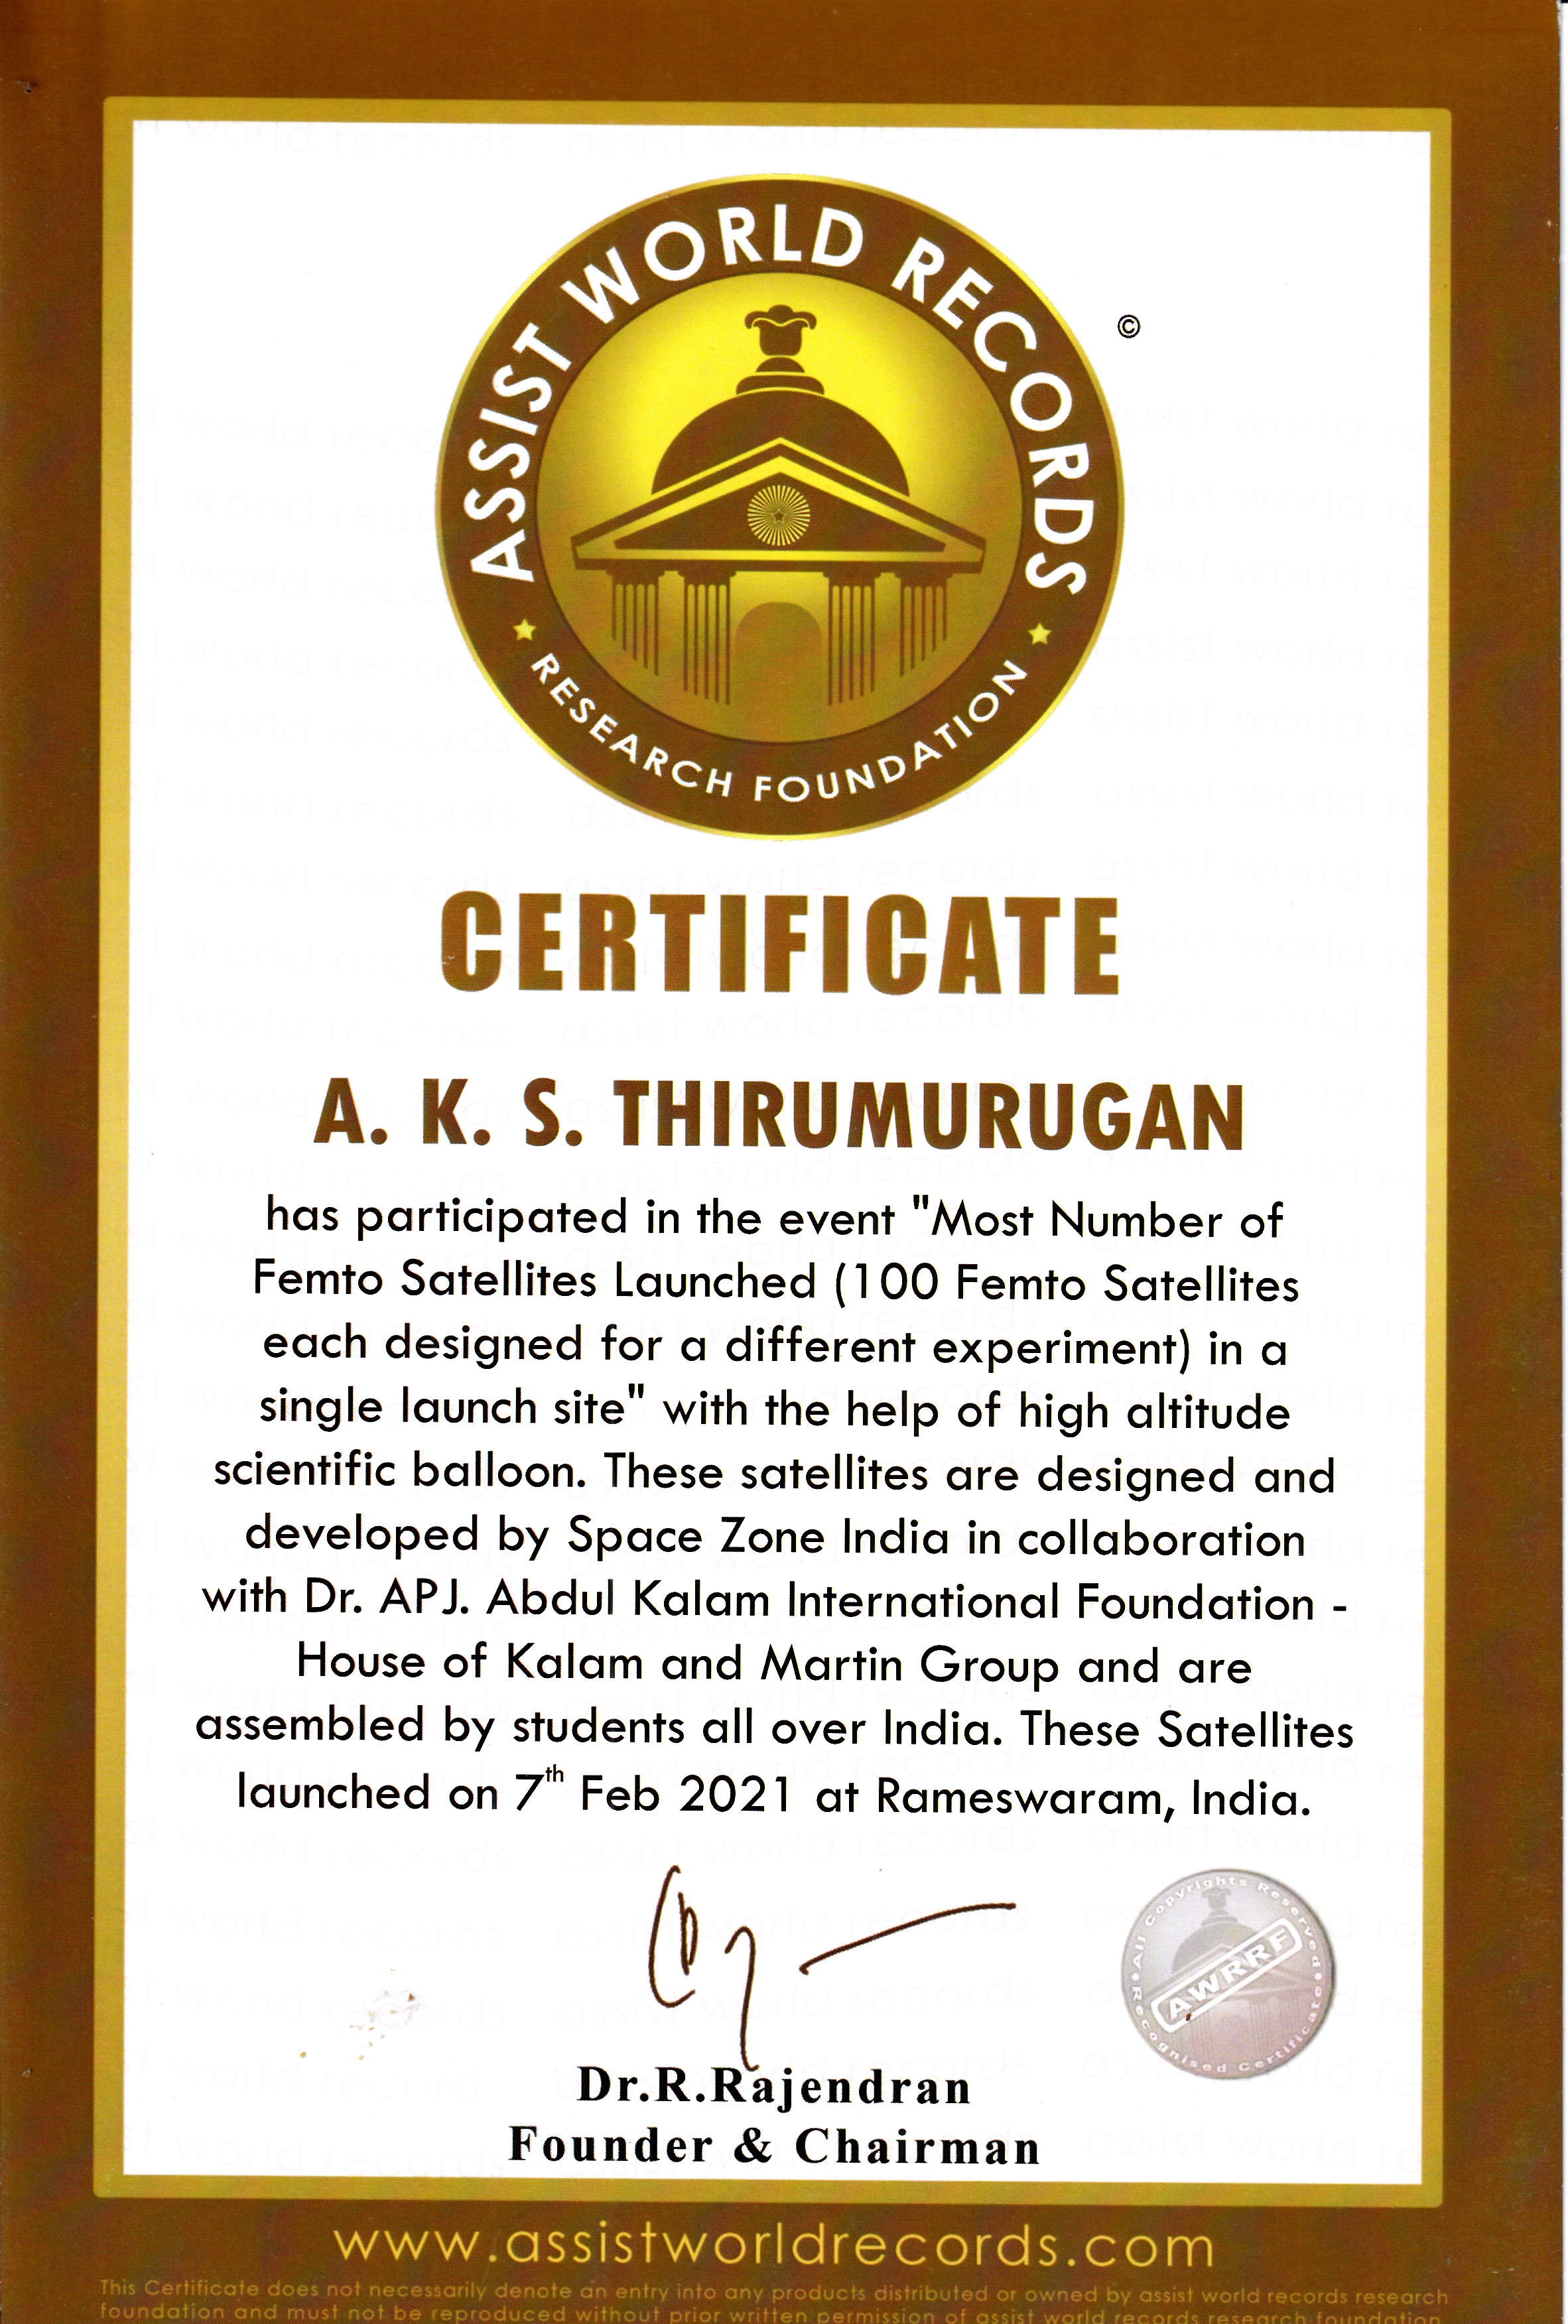 ASSIST WORLD RECORDS
RESEARCH FOUNDATION
©
CERTIFICATE
A. K. S. THIRUMURUGAN
has participated in the event "Most Number of
Femto Satellites Launched (100 Femto Satellites
each designed for a different experiment) in a
single launch site" with the help of high altitude
scientific balloon. These satellites are designed and
developed by Space Zone India in collaboration
with Dr. APJ. Abdul Kalam International Foundation -
House of Kalam and Martin Group and are
assembled by students all over India. These Satellites
launched on 7th Feb 2021 at Rameswaram, India.
All Copyrights Reserved
AWRRF
Recognised Certificate
Dr.R.Rajendran
Founder & Chairman
www.assistworldrecords.com
This Certificate does not necessarily denote an entry into any products distributed or owned by assist world records research
foundation and must not be reproduced without prior written permission of assist world records research foundation